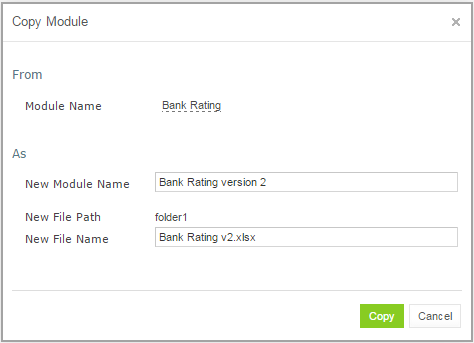 Copy Module ×
From
Module Name Bank Rating
As
New Module Name Bank Rating version 2
New File Path folder1
New File Name Bank Rating v2.xlsx
Copy Cancel